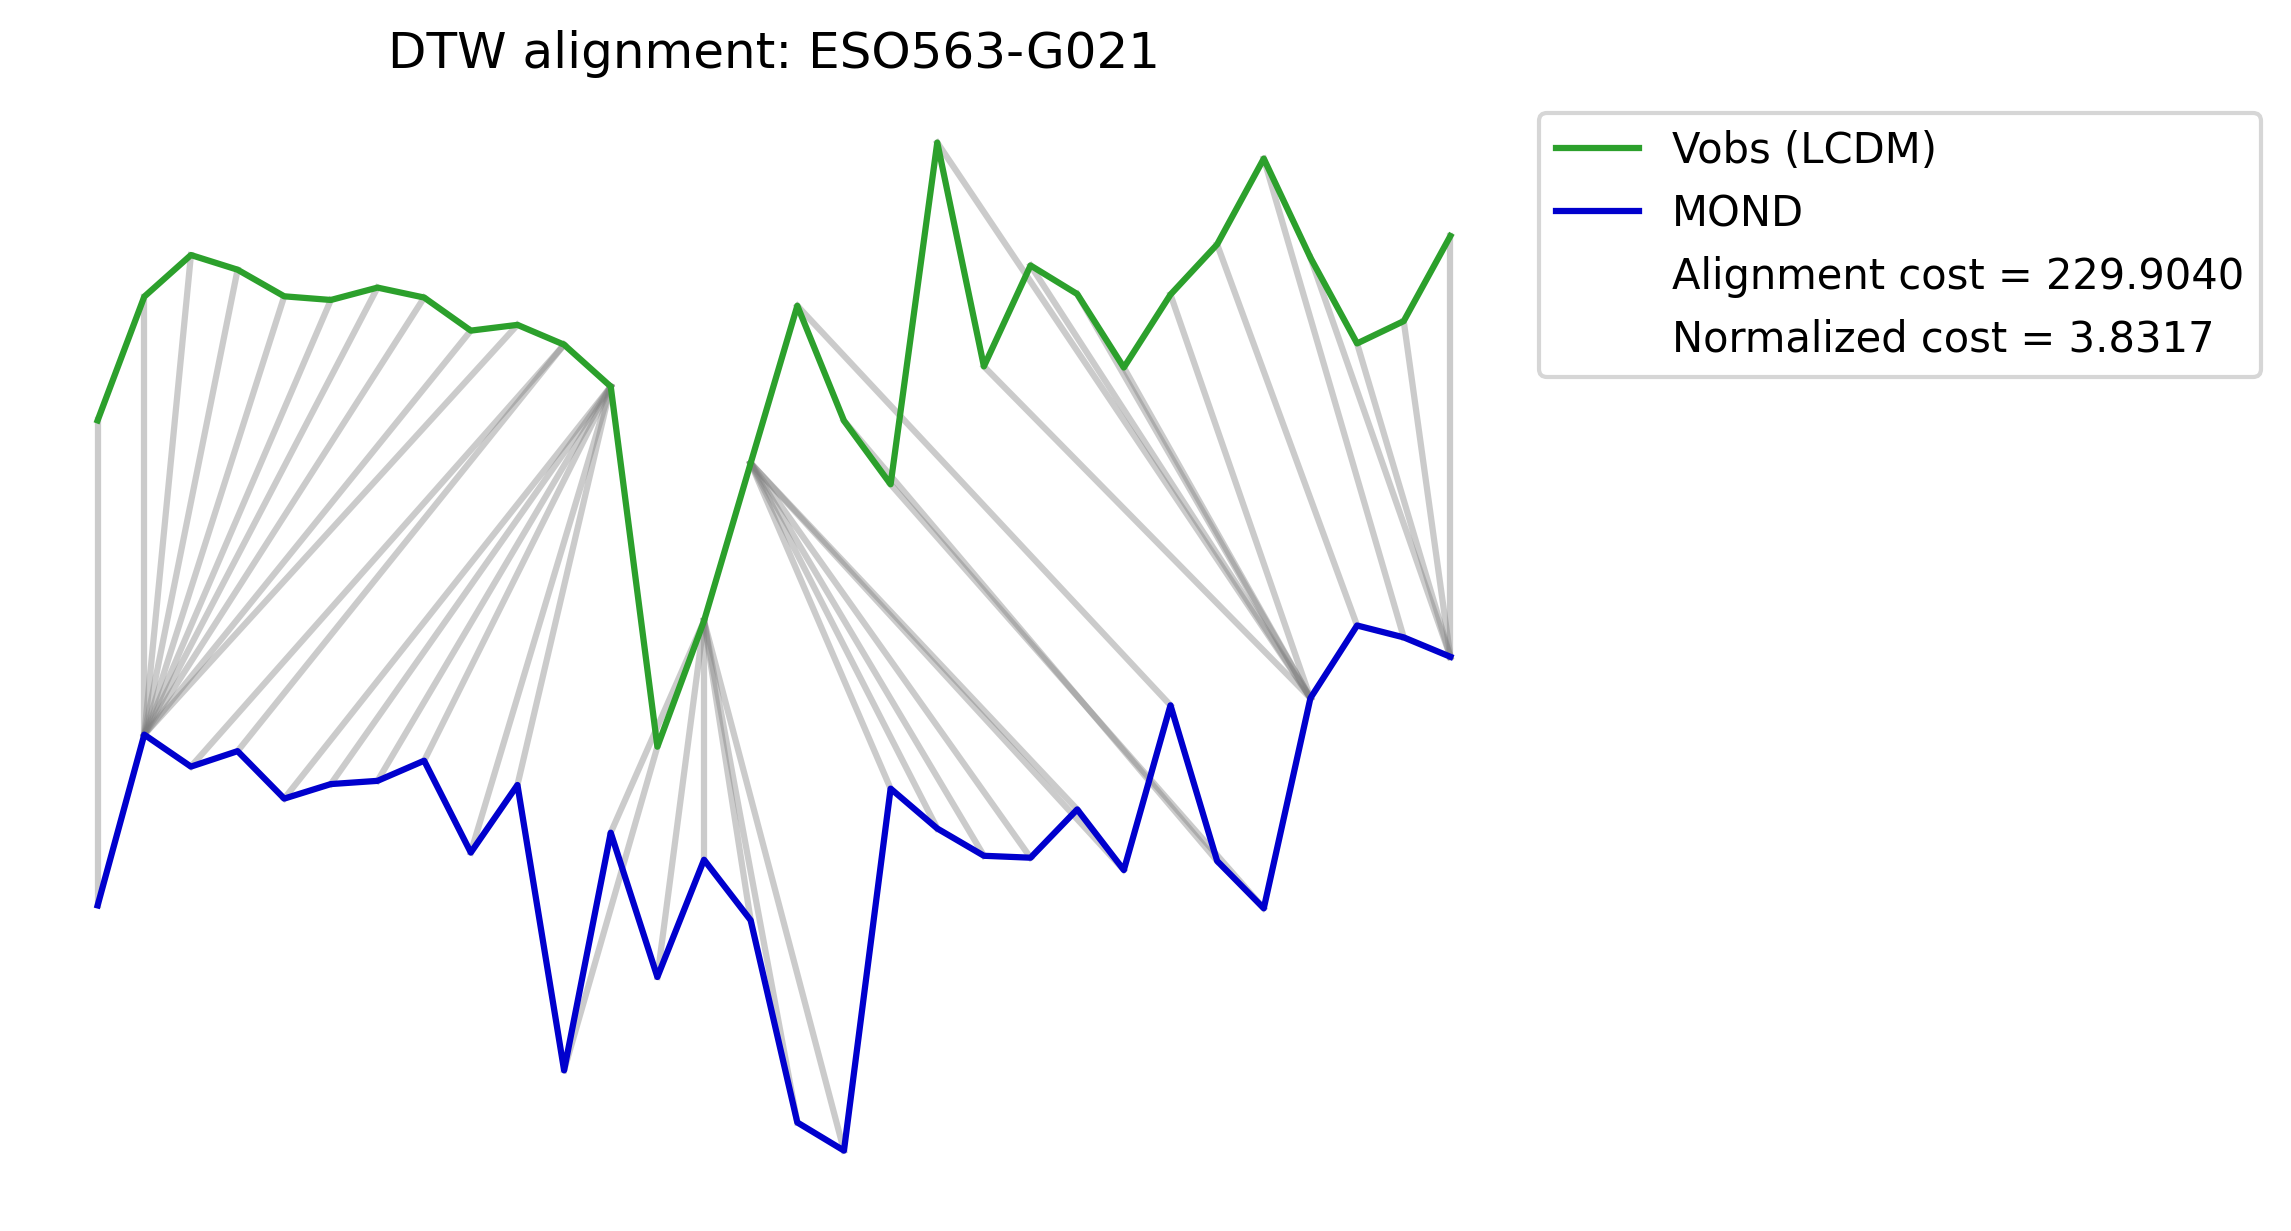 DTW alignment: ESO563-G021
Vobs (LCDM)
MOND
Alignment cost = 229.9040
Normalized cost = 3.8317